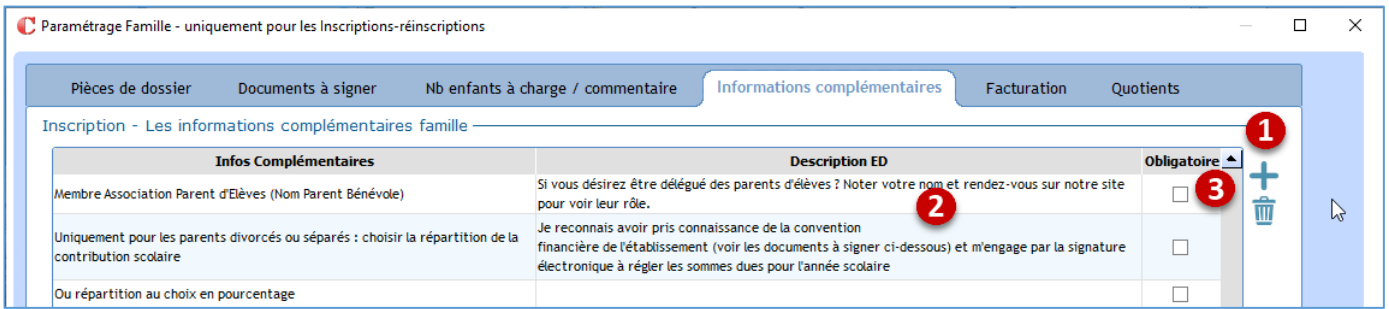 Paramétrage Famille - uniquement pour les Inscriptions-réinscriptions
Pièces de dossier Documents à signer Nb enfants à charge / commentaire Informations complémentaires Facturation Quotients
Inscription - Les informations complémentaires famille
1
Infos Complémentaires Description ED Obligatoire
Membre Association Parent d'Elèves (Nom Parent Bénévole)
Si vous désirez être délégué des parents d'élèves ? Noter votre nom et rendez-vous sur notre site
pour voir leur rôle.
2
3
Uniquement pour les parents divorcés ou séparés : choisir la répartition de la
contribution scolaire
Je reconnais avoir pris connaissance de la convention
financière de l'établissement (voir les documents à signer ci-dessous) et m'engage par la signature
électronique à régler les sommes dues pour l'année scolaire
Ou répartition au choix en pourcentage